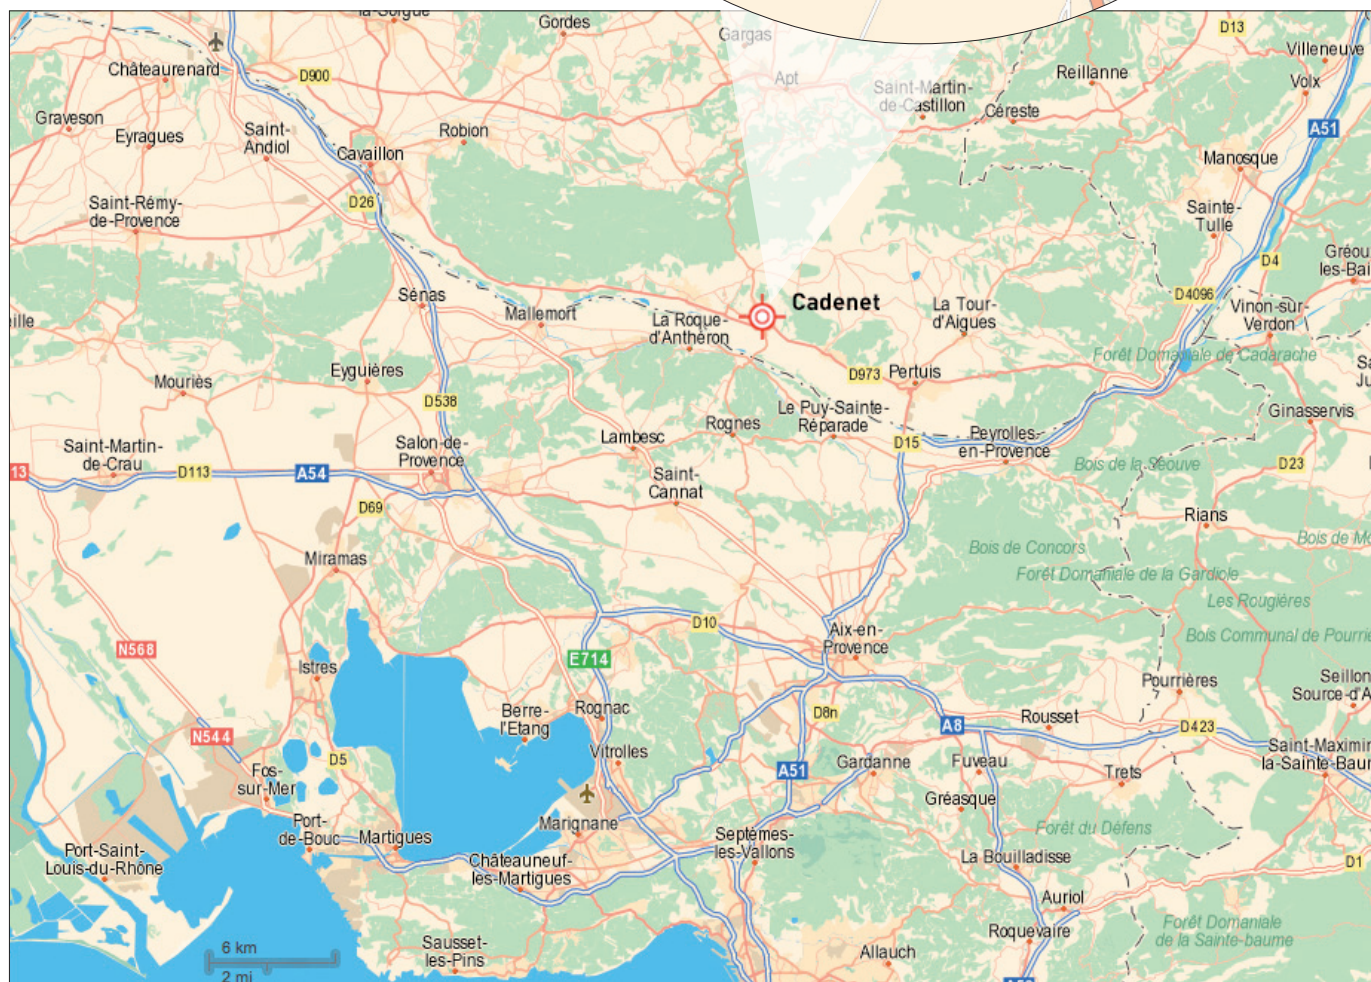 la-Sorgue
Gordes
Gargas
D13
Villeneuve
Châteaurenard
D900
Apt
Reillanne
Volx
Saint-Martin-
de-Castillon
Céreste
Graveson
Eyragues
Saint-
Andiol
Robion
A51
Cavaillon
Manosque
Saint-Rémy-
de-Provence
D26
Sainte-
Tulle
D4
Gréou
les-Bai
Sénas
Cadenet
D4096
Mallemort
La Roque-
d'Anthéron
La Tour-
d'Aigues
Vinon-sur-
Verdon
eille
Forêt Domaniale de Cadarache
Eyguières
Mouriès
D973
Pertuis
Sa
Ju
D538
Le Puy-Sainte-
Réparade
Ginasservis
Rognes
Saint-Martin-
de-Crau
Salon-de-
Provence
Lambesc
D15
Peyrolles-
en-Provence
13
D113
A54
Bois de la Séouve
D23
Saint-
Cannat
D69
Rians
Miramas
Bois de Concors
Bois de Mo
Forêt Domaniale de la Gardiole
Les Rougières
D10
Aix-en-
Provence
Bois Communal de Pourriè
N568
E714
Istres
Pourrières
Seillon
Source-d'A
Berre-
l'Etang
Rognac
D8n
A8
Rousset
D423
N544
D5
Vitrolles
A51
Gardanne
Fuveau
Trets
Saint-Maximin
la-Sainte-Baum
Fos-
sur-Mer
Gréasque
Port-
de-Bouc
Martigues
Marignane
Septèmes-
les-Vallons
Forêt du Défens
Port-Saint-
Louis-du-Rhône
Châteauneuf-
les-Martigues
La Bouilladisse
D1
Auriol
Roquevaire
Forêt Domaniale
de la Sainte-baume
6 km
2 mi
Sausset-
les-Pins
Allauch